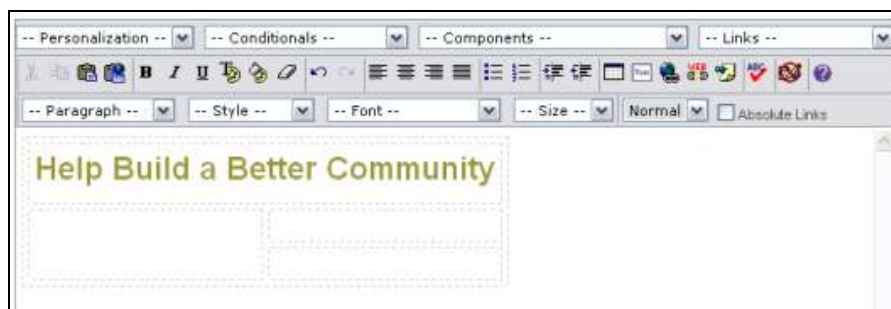 -- Personalization -- -- Conditionals -- -- Components -- -- Links --
B I U
-- Paragraph -- -- Style -- -- Font -- -- Size -- Normal Absolute Links
Help Build a Better Community